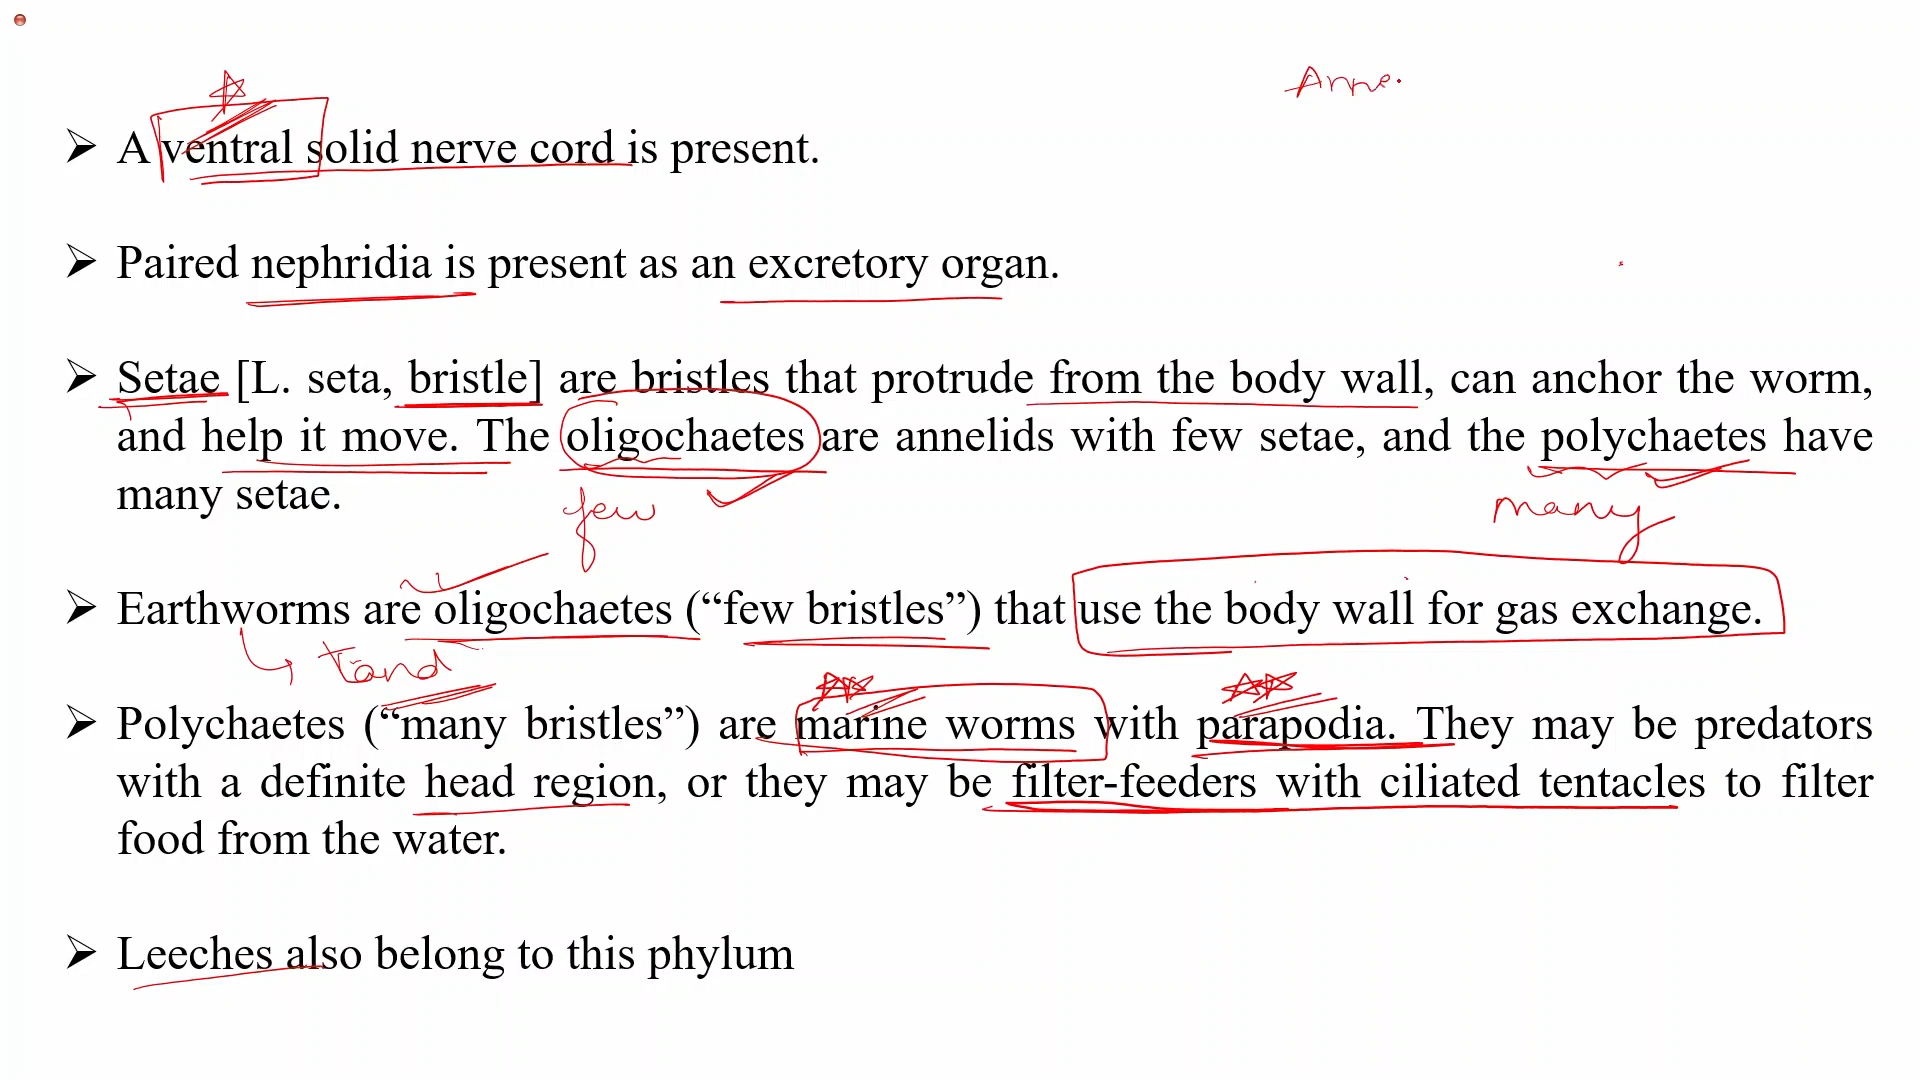 Anne.
➢ A ventral solid nerve cord is present.
➢ Paired nephridia is present as an excretory organ.
➢ Setae [L. seta, bristle] are bristles that protrude from the body wall, can anchor the worm,
and help it move. The oligochaetes are annelids with few setae, and the polychaetes have
many setae.
few
many
➢ Earthworms are oligochaetes (“few bristles”) that use the body wall for gas exchange.
➢ Polychaetes (“many bristles”) are marine worms with parapodia. They may be predators
with a definite head region, or they may be filter-feeders with ciliated tentacles to filter
food from the water.
➢ Leeches also belong to this phylum